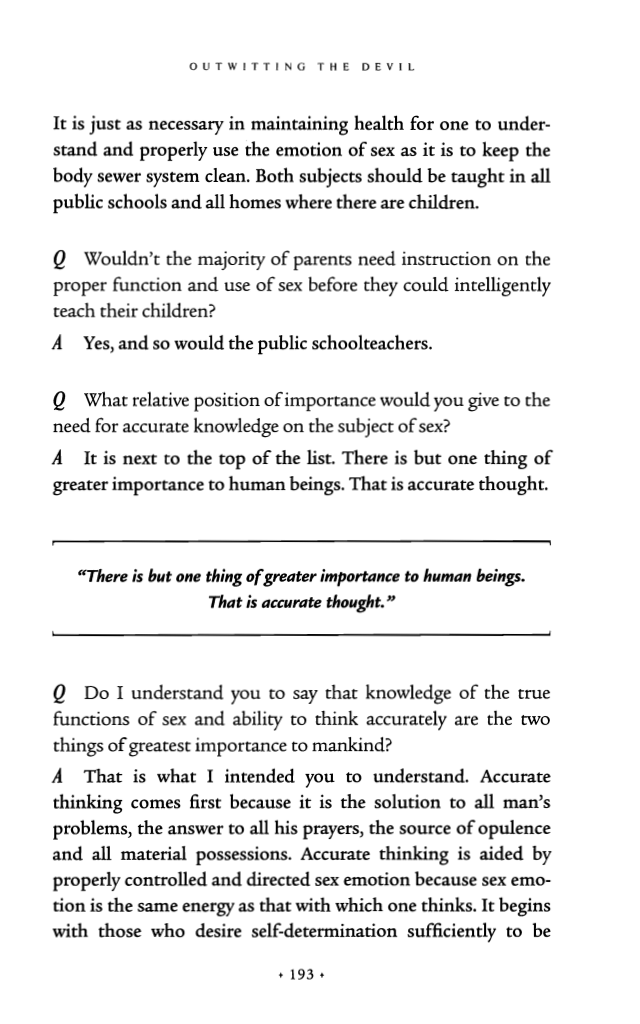 OUTWITTING THE DEVIL
It is just as necessary in maintaining health for one to under-
stand and properly use the emotion of sex as it is to keep the
body sewer system clean. Both subjects should be taught in all
public schools and all homes where there are children.
Q Wouldn't the majority of parents need instruction on the
proper function and use of sex before they could intelligently
teach their children?
A Yes, and so would the public schoolteachers.
Q What relative position of importance would you give to the
need for accurate knowledge on the subject of sex?
A It is next to the top of the list. There is but one thing of
greater importance to human beings. That is accurate thought.
"There is but one thing of greater importance to human beings.
That is accurate thought."
Q Do I understand you to say that knowledge of the true
functions of sex and ability to think accurately are the two
things of greatest importance to mankind?
A That is what I intended you to understand. Accurate
thinking comes first because it is the solution to all man's
problems, the answer to all his prayers, the source of opulence
and all material possessions. Accurate thinking is aided by
properly controlled and directed sex emotion because sex emo-
tion is the same energy as that with which one thinks. It begins
with those who desire self-determination sufficiently to be
• 193 •